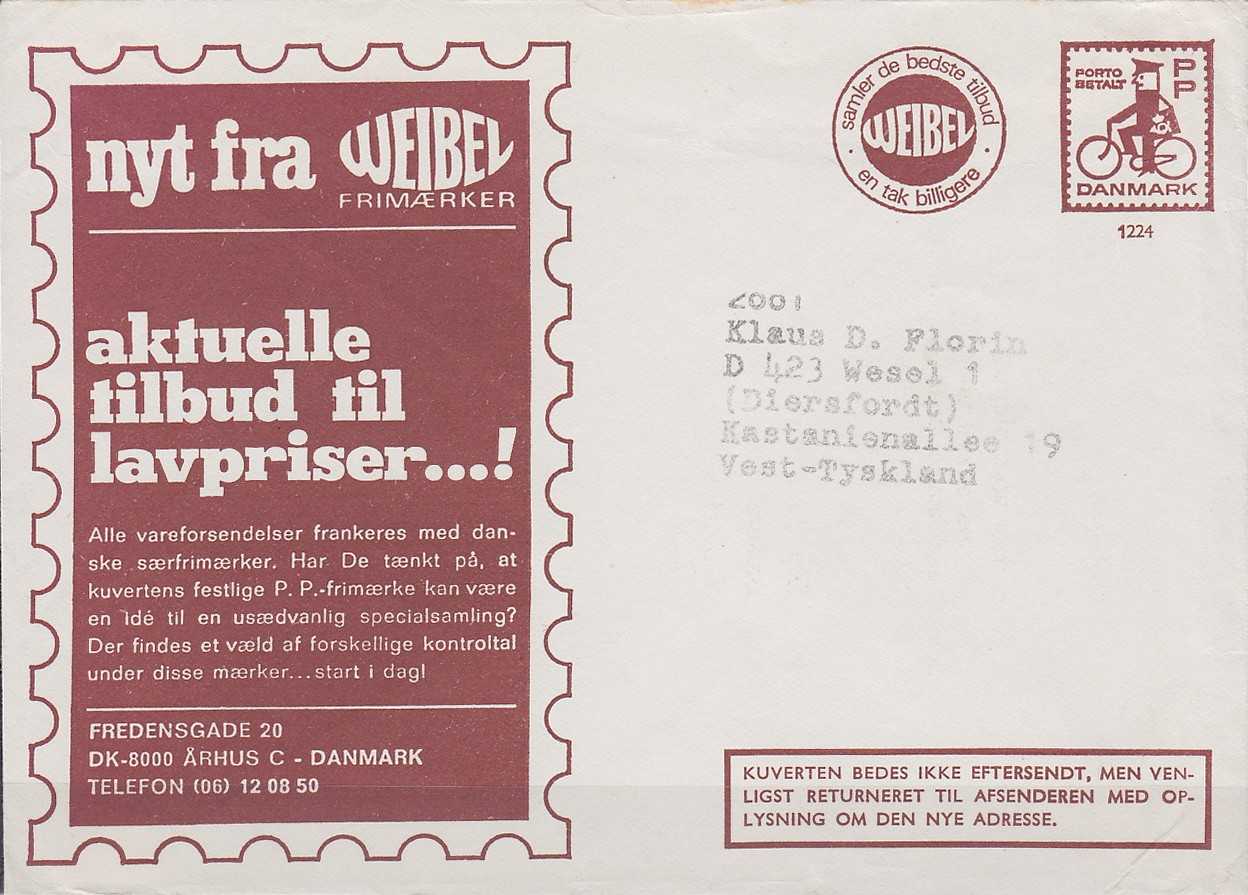 nyt fra WEIBEL
FRIMÆRKER
aktuelle
tilbud til
lavpriser...!
Alle vareforsendelser frankeres med dan-
ske særfrimærker. Har De tænkt på, at
kuvertens festlige P. P.-frimærke kan være
en idé til en usædvanlig specialsamling?
Der findes et væld af forskellige kontroltal
under disse mærker...start i dag!
FREDENSGADE 20
DK-8000 ÅRHUS C - DANMARK
TELEFON (06) 12 08 50
samler de bedste tilbud
WEIBEL
en tak billigere
PORTO
BETALT
PP
DANMARK
1224
2001
Klaus D. Florin
D 423 Wesel 1
(Diersfordt)
Kastanienallee 19
Vest-Tyskland
KUVERTEN BEDES IKKE EFTERSENDT, MEN VEN-
LIGST RETURNERET TIL AFSENDEREN MED OP-
LYSNING OM DEN NYE ADRESSE.